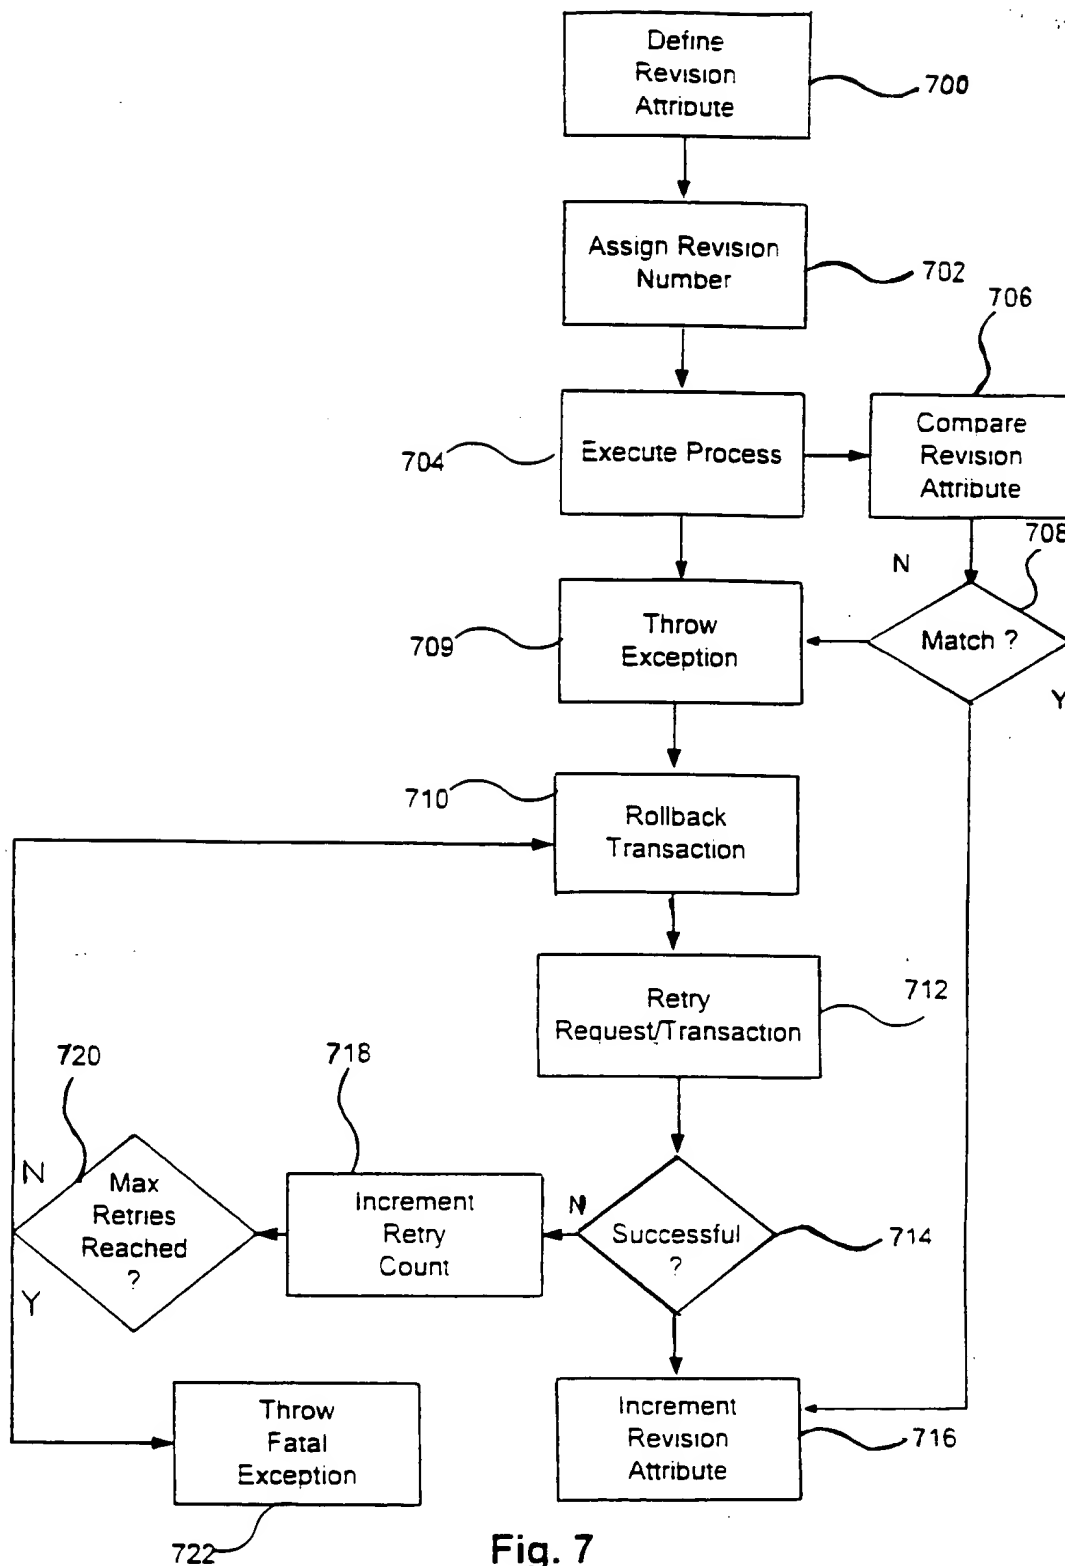 Define
Revision
Attribute
700
Assign Revision
Number
702
706
704
Execute Process
Compare
Revision
Attribute
708
N
709
Throw
Exception
Match ?
Y
710
Rollback
Transaction
Retry
Request/Transaction
712
720
718
N
Max
Retries
Reached
?
Y
Increment
Retry
Count
N
Successful
?
714
Throw
Fatal
Exception
Increment
Revision
Attribute
716
722
Fig. 7